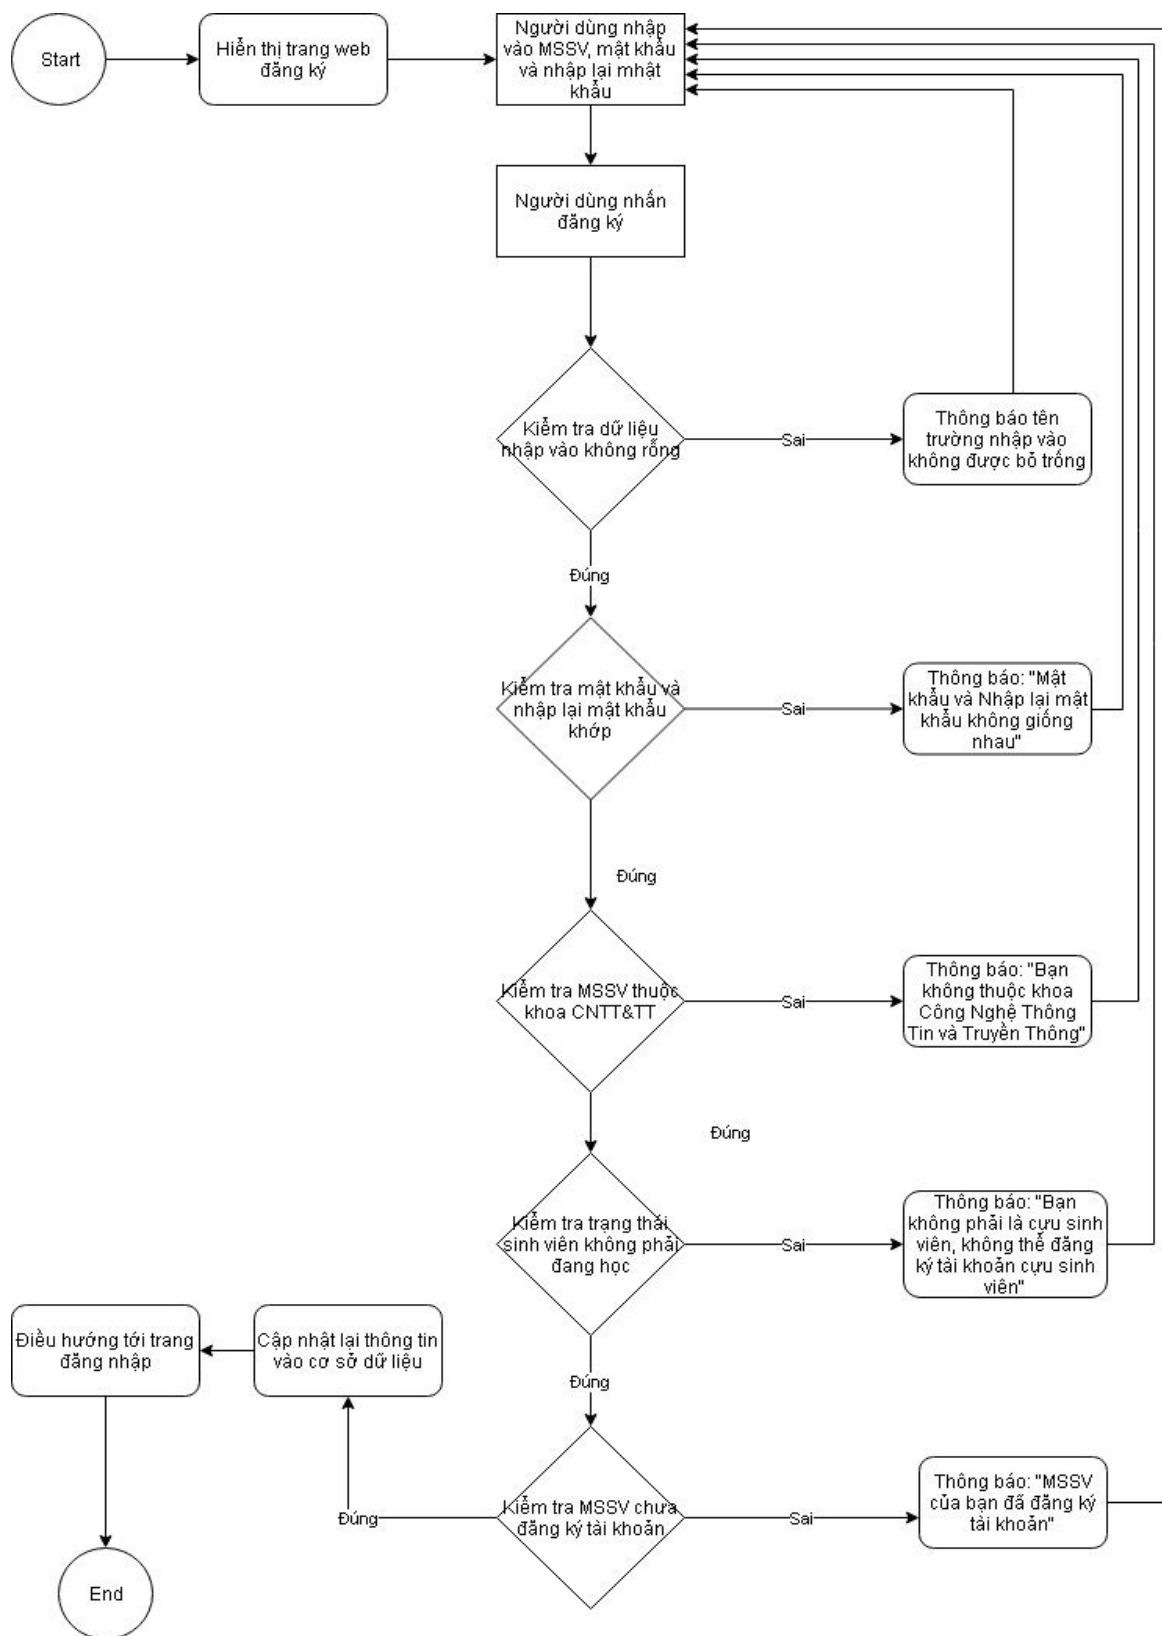 Start
Hiển thị trang web
đăng ký
Người dùng nhập
vào MSSV, mật khẩu
và nhập lại mhật
khẩu
Người dùng nhấn
đăng ký
Kiểm tra dữ liệu
nhập vào không rỗng
Sai
Thông báo tên
trường nhập vào
không được bỏ trống
Đúng
Kiểm tra mật khẩu và
nhập lại mật khẩu
khớp
Sai
Thông báo: "Mật
khẩu và Nhập lại mật
khẩu không giống
nhau"
Đúng
Kiểm tra MSSV thuộc
khoa CNTT&TT
Sai
Thông báo: "Bạn
không thuộc khoa
Công Nghệ Thông
Tin và Truyền Thông"
Đúng
Kiểm tra trạng thái
sinh viên không phải
đang học
Sai
Thông báo: "Bạn
không phải là cựu sinh
viên, không thể đăng
ký tài khoản cựu sinh
viên"
Điều hướng tới trang
đăng nhập
Cập nhật lại thông tin
vào cơ sở dữ liệu
Đúng
Kiểm tra MSSV chưa
đăng ký tài khoản
Đúng
Sai
Thông báo: "MSSV
của bạn đã đăng ký
tài khoản"
End